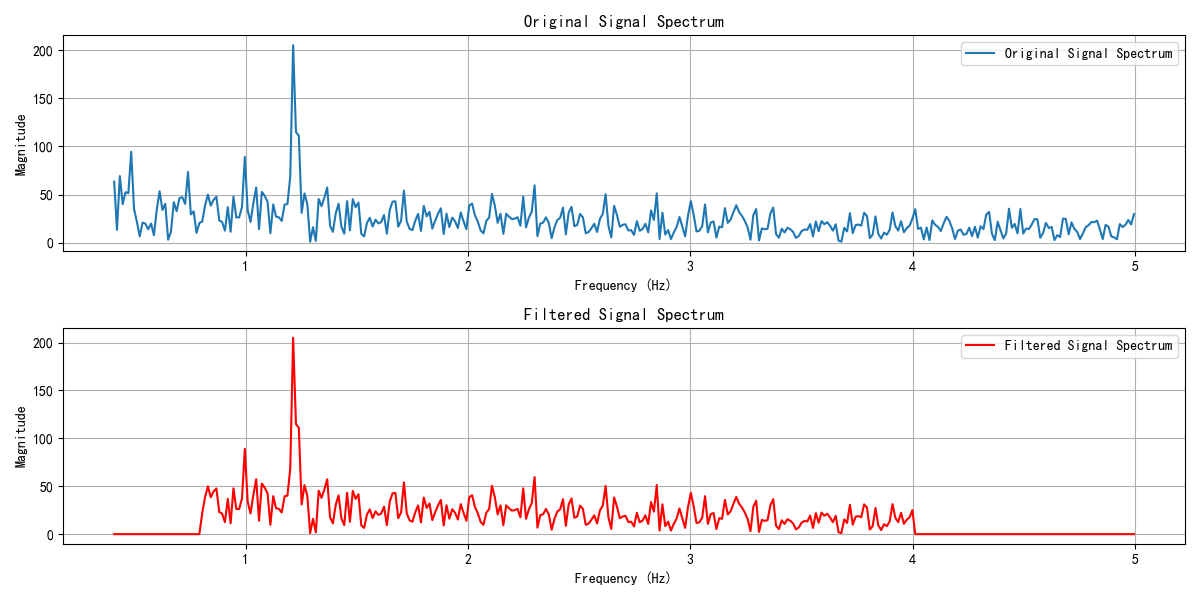 Original Signal Spectrum
200
150
100
50
0
Magnitude
Original Signal Spectrum
1
2
3
4
5
Frequency (Hz)
Filtered Signal Spectrum
200
150
100
50
0
Magnitude
Filtered Signal Spectrum
1
2
3
4
5
Frequency (Hz)